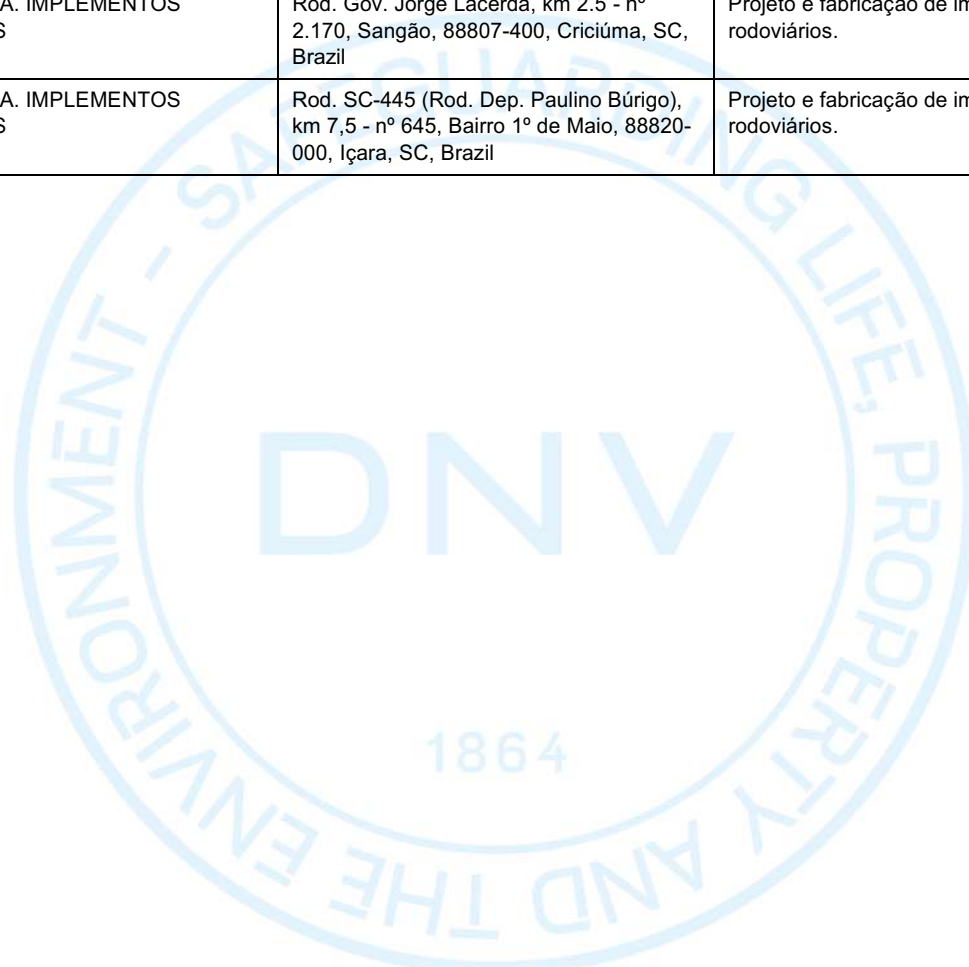 A. IMPLEMENTOS
S
Rod. Gov. Jorge Lacerda, km 2.5 - nº
2.170, Sangão, 88807-400, Criciúma, SC,
Brazil
Projeto e fabricação de im
rodoviários.
A. IMPLEMENTOS
S
Rod. SC-445 (Rod. Dep. Paulino Búrigo),
km 7,5 - nº 645, Bairro 1º de Maio, 88820-
000, Içara, SC, Brazil
Projeto e fabricação de im
rodoviários.
SAFEGUARDING LIFE, PROPERTY AND THE ENVIRONMENT -
DNV
1864